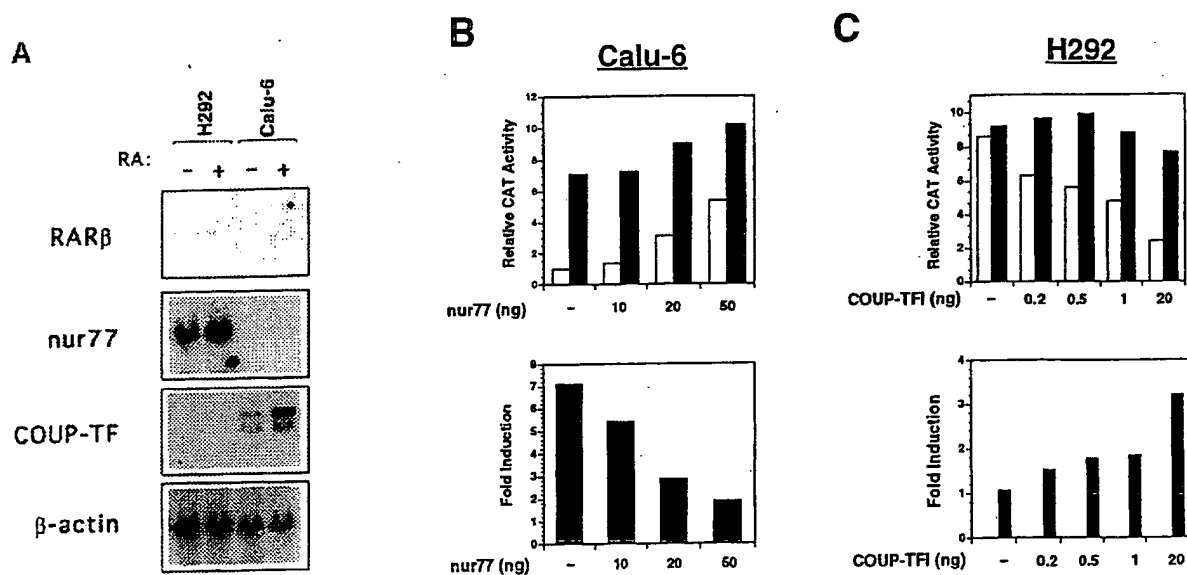 A
H292
Calu-6
RA:
- + - +
RARβ
nur77
COUP-TF
β-actin
B
Calu-6
Relative CAT Activity
12
10
8
6
4
2
0
nur77 (ng) - 10 20 50
Fold Induction
8
7
6
5
4
3
2
1
0
nur77 (ng) - 10 20 50
C
H292
Relative CAT Activity
10
8
6
4
2
0
COUP-TFI (ng) - 0.2 0.5 1 20
Fold Induction
4
3
2
1
0
COUP-TFI (ng) - 0.2 0.5 1 20